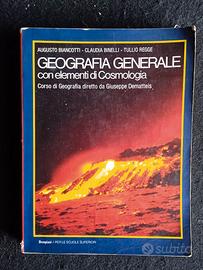 AUGUSTO BIANCOTTI - CLAUDIA BINELLI - TULLIO REGGE
GEOGRAFIA GENERALE
con elementi di Cosmologia
Corso di Geografia diretto da Giuseppe Dematteis
Bompiani / PER LE SCUOLE SUPERIORI
subito